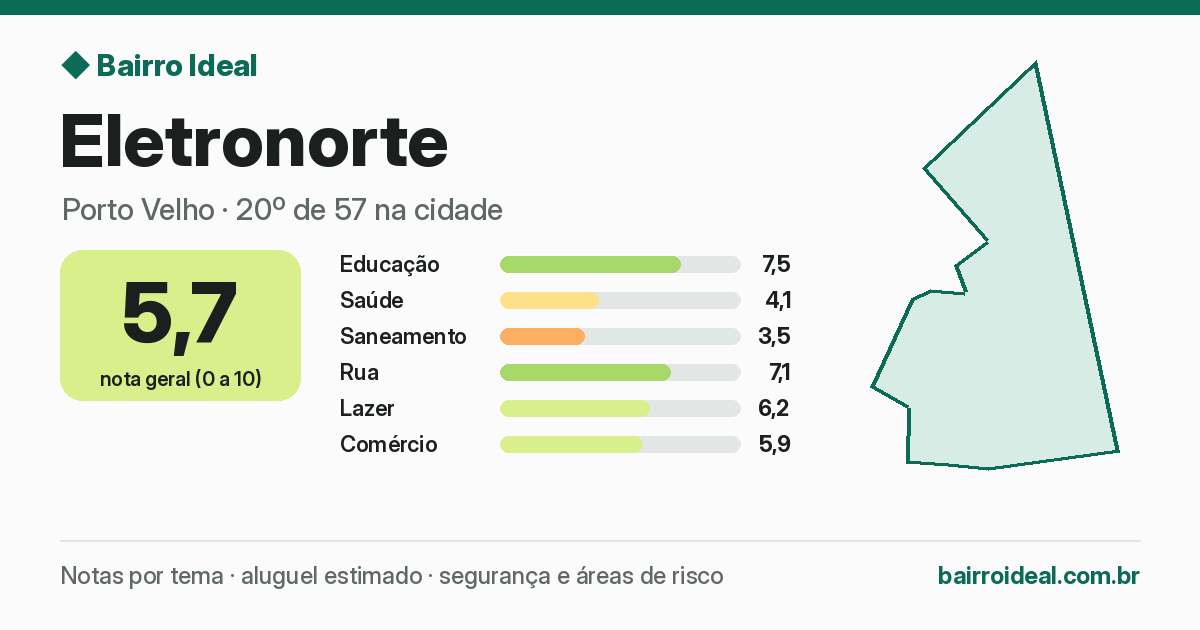 Bairro Ideal
Eletronorte
Porto Velho · 20º de 57 na cidade
5,7
nota geral (0 a 10)
Educação 7,5
Saúde 4,1
Saneamento 3,5
Rua 7,1
Lazer 6,2
Comércio 5,9
Notas por tema · aluguel estimado · segurança e áreas de risco
bairroideal.com.br